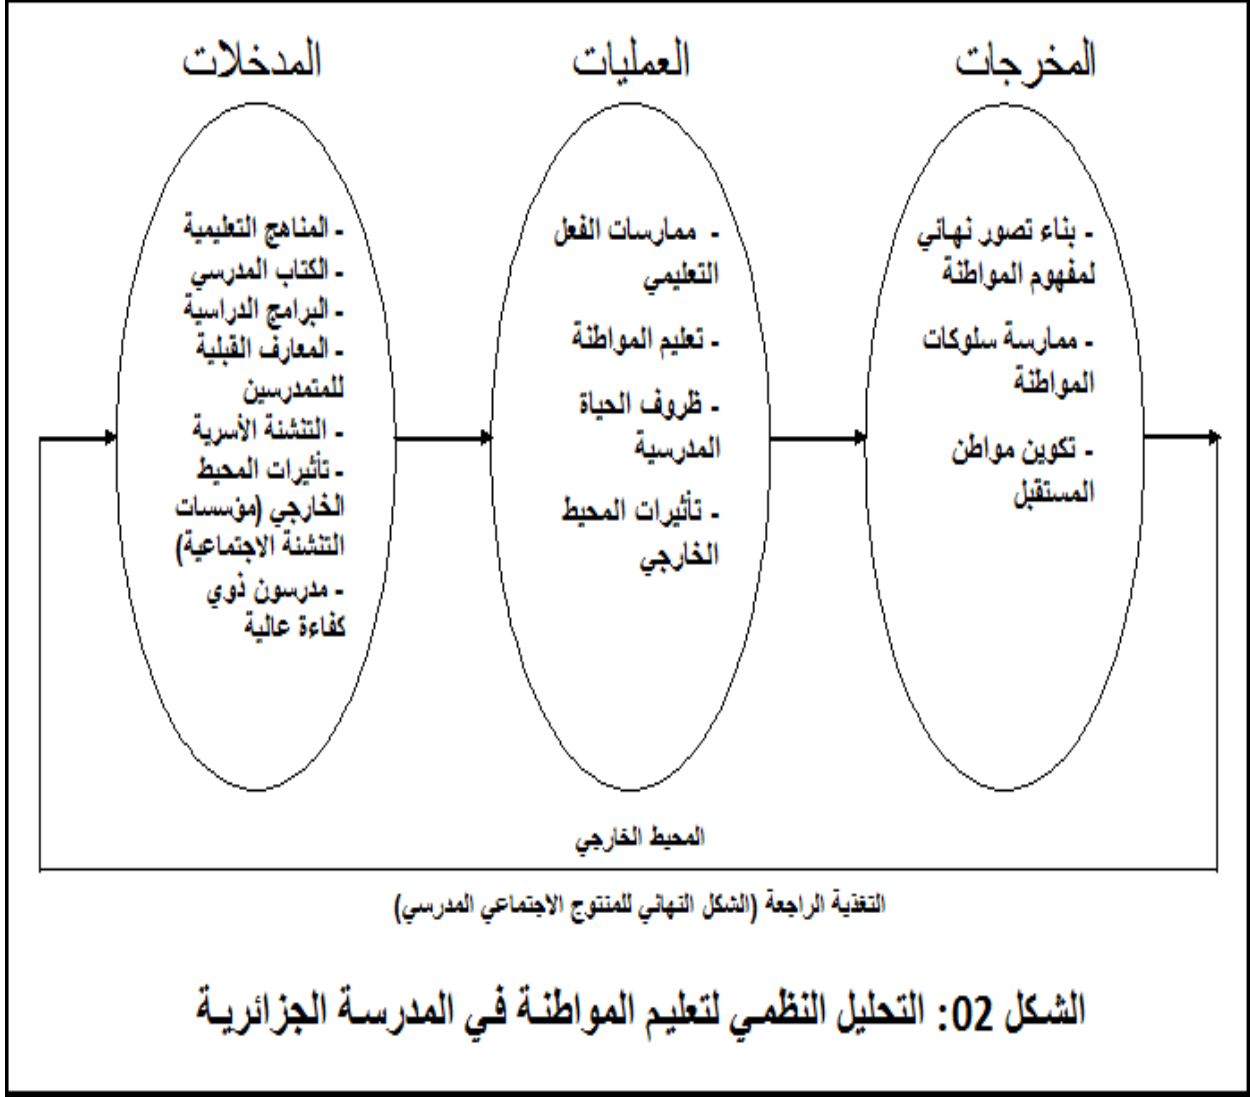 المدخلات
- المناهج التعليمية
- الكتاب المدرسي
- البرامج الدراسية
- المعارف القبلية
للمتمدرسين
- التنشئة الأسرية
- تأثيرات المحيط
الخارجي (مؤسسات
التنشئة الاجتماعية)
- مدرسون ذوي
كفاءة عالية
العمليات
- ممارسات الفعل
التعليمي
- تعليم المواطنة
- ظروف الحياة
المدرسية
- تأثيرات المحيط
الخارجي
المخرجات
- بناء تصور نهائي
لمفهوم المواطنة
- ممارسة سلوكات
المواطنة
- تكوين مواطن
المستقبل
المحيط الخارجي
التغذية الراجعة (الشكل النهائي للمنتوج الاجتماعي المدرسي)
الشكل 02: التحليل النظمي لتعليم المواطنة في المدرسة الجزائرية